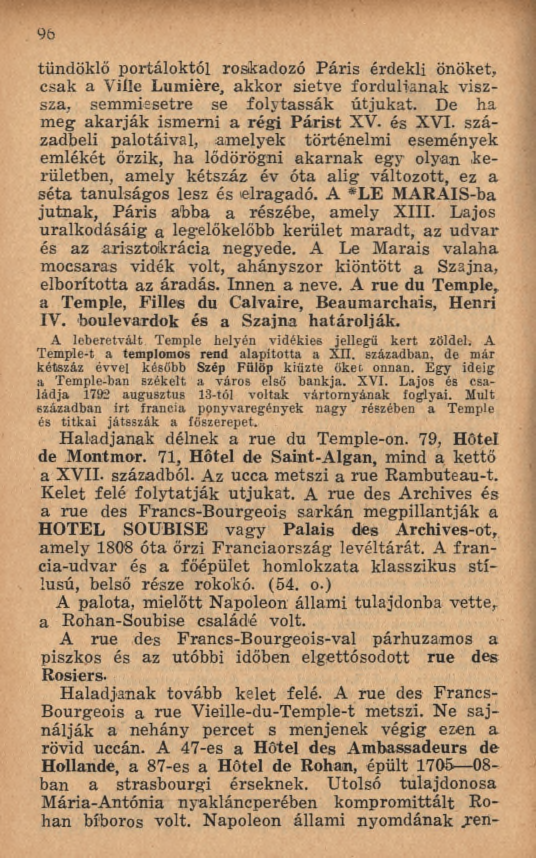 96
tündöklő portáloktól roskadozó Páris érdekli önöket,
csak a Ville Lumière, akkor sietve forduljanak visz-
sza, semmiesetre se folytassák útjukat. De ha
meg akarják ismerni a régi Párist XV. és XVI. szá-
zadbeli palotáival, amelyek történelmi események
emlékét őrzik, ha lődörögni akarnak egy olyan ke-
rületben, amely kétszáz év óta alig változott, ez a
séta tanulságos lesz és elragadó. A *LE MARAIS-ba
jutnak, Páris abba a részébe, amely XIII. Lajos
uralkodásáig a legelőkelőbb kerület maradt, az udvar
és az arisztokrácia negyede. A Le Marais valaha
mocsaras vidék volt, ahányszor kiöntött a Szajna,
elborította az áradás. Innen a neve. A rue du Temple,
a Temple, Filles du Calvaire, Beaumarchais, Henri
IV. boulevardok és a Szajna határolják.
A leberetvált Temple helyén vidékies jellegű kert zöldel. A
Temple-t a templomos rend alapította a XII. században, de már
kétszáz évvel később Szép Fülöp kiűzte őket onnan. Egy ideig
a Temple-ban székelt a város első bankja. XVI. Lajos és csa-
ládja 1792 augusztus 13-tól voltak vártornyának foglyai. Mult
században írt francia ponyvaregények nagy részében a Temple
és titkai játsszák a főszerepet.
Haladjanak délnek a rue du Temple-on. 79, Hôtel
de Montmor. 71, Hôtel de Saint-Algan, mind a kettő
a XVII. századból. Az ucca metszi a rue Rambuteau-t.
Kelet felé folytatják utjukat. A rue des Archives és
a rue des Francs-Bourgeois sarkán megpillantják a
HOTEL SOUBISE vagy Palais des Archives-ot,
amely 1808 óta őrzi Franciaország levéltárát. A fran-
cia-udvar és a főépület homlokzata klasszikus stí-
lusú, belső része rokokó. (54. o.)
A palota, mielőtt Napoleon állami tulajdonba vette,
a Rohan-Soubise családé volt.
A rue des Francs-Bourgeois-val párhuzamos a
piszkos és az utóbbi időben elgettósodott rue des
Rosiers.
Haladjanak tovább kelet felé. A rue des Francs-
Bourgeois a rue Vieille-du-Temple-t metszi. Ne saj-
nálják a nehány percet s menjenek végig ezen a
rövid uccán. A 47-es a Hôtel des Ambassadeurs de
Hollande, a 87-es a Hôtel de Rohan, épült 1705—08-
ban a strasbourgi érseknek. Utolsó tulajdonosa
Mária-Antónia nyakláncperében kompromittált Ro-
han bíboros volt. Napoleon állami nyomdának ren-